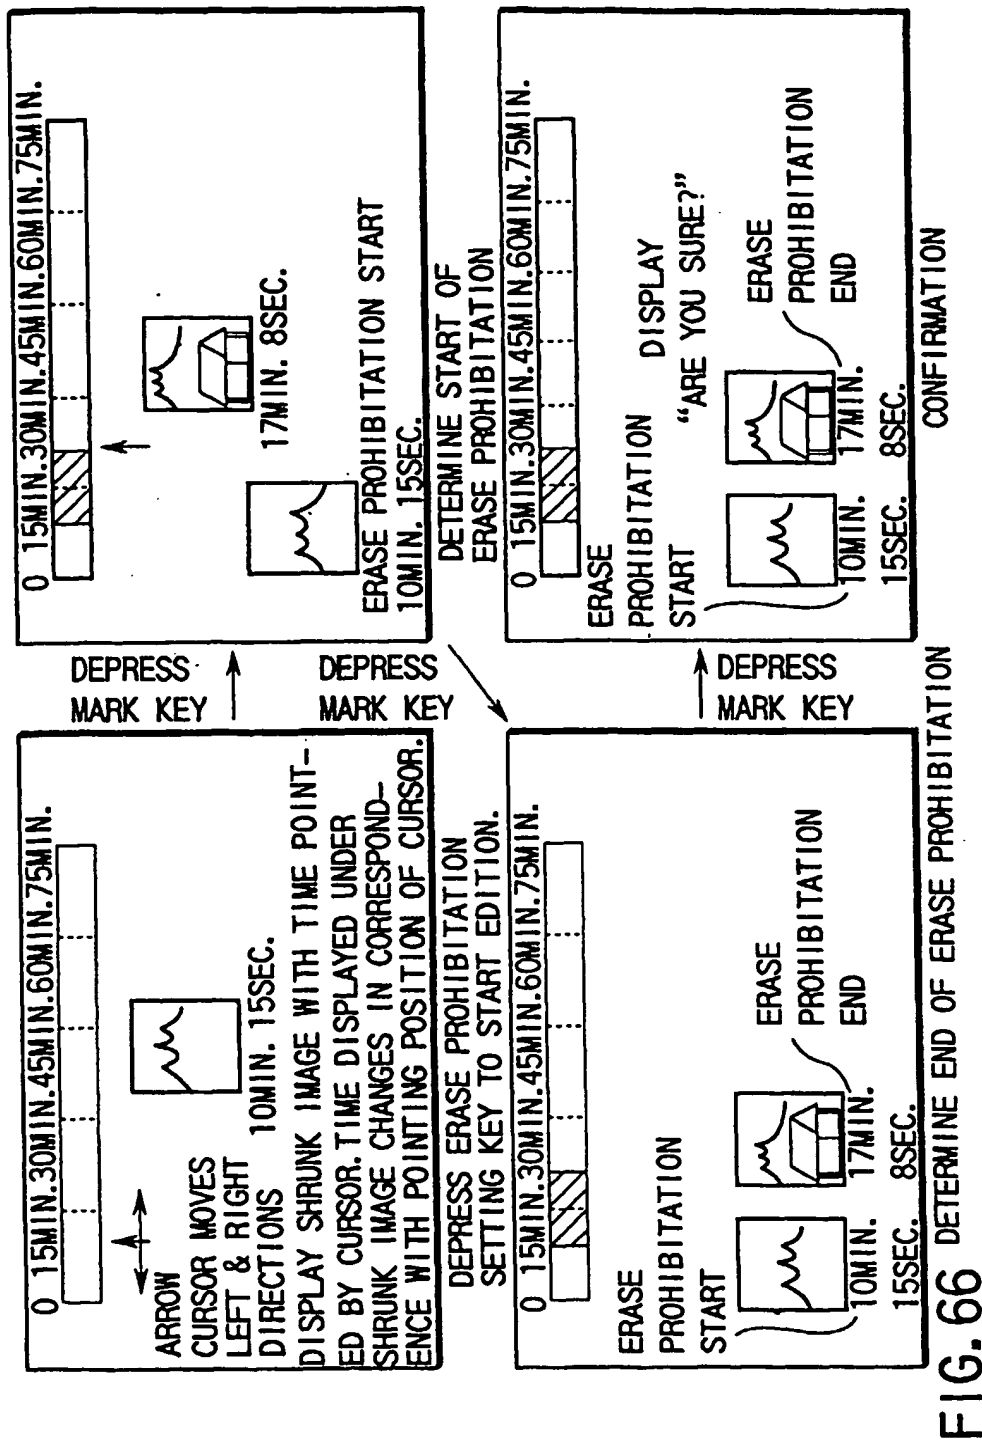 0 15MIN.30MIN.45MIN.60MIN.75MIN.
ARROW
CURSOR MOVES
LEFT & RIGHT
DIRECTIONS
10MIN. 15SEC.
DISPLAY SHRUNK IMAGE WITH TIME POINT-
ED BY CURSOR. TIME DISPLAYED UNDER
SHRUNK IMAGE CHANGES IN CORRESPOND-
ENCE WITH POINTING POSITION OF CURSOR.
DEPRESS ERASE PROHIBITATION
SETTING KEY TO START EDITION.
DEPRESS
MARK KEY
0 15MIN.30MIN.45MIN.60MIN.75MIN.
17MIN. 8SEC.
ERASE PROHIBITATION START
10MIN. 15SEC.
DETERMINE START OF
ERASE PROHIBITATION
DEPRESS
MARK KEY
0 15MIN.30MIN.45MIN.60MIN.75MIN.
ERASE
PROHIBITATION
START
10MIN.
15SEC.
17MIN.
8SEC.
ERASE
PROHIBITATION
END
DETERMINE END OF ERASE PROHIBITATION
DEPRESS
MARK KEY
0 15MIN.30MIN.45MIN.60MIN.75MIN.
ERASE
PROHIBITATION
START
DISPLAY
"ARE YOU SURE?"
10MIN.
15SEC.
17MIN.
8SEC.
ERASE
PROHIBITATION
END
CONFIRMATION
FIG.66